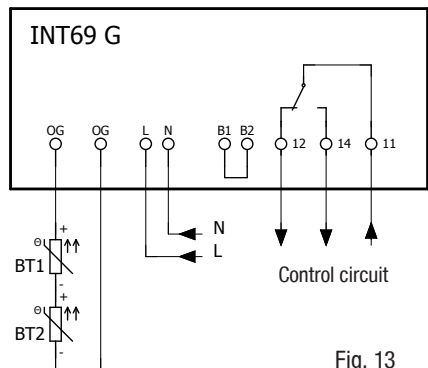 INT69 G
OG OG L N B1 B2
12 14 11
N
L
+
Θ
BT1
-
+
Θ
BT2
-
Control circuit
Fig. 13